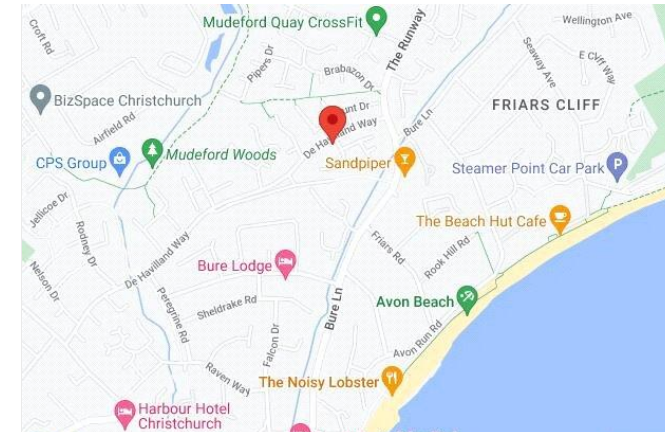 Mudeford Quay CrossFit
The Runway
Wellington Ave
Croft Rd
Pipers Dr
Brabazon Dr
Seaway Ave
E Cliff Way
BizSpace Christchurch
FRIARS CLIFF
Airfield Rd
unt Dr
De Havilland Way
Bure Ln
CPS Group
Mudeford Woods
Sandpiper
Steamer Point Car Park
P
Jellicoe Dr
Rodney Dr
The Beach Hut Cafe
De Havilland Way
Friars Rd
Rook Hill Rd
Nelson Dr
Bure Lodge
Peregrine Rd
Sheldrake Rd
Bure Ln
Avon Beach
Falcon Dr
Avon Run Rd
Raven Way
The Noisy Lobster
Harbour Hotel
Christchurch